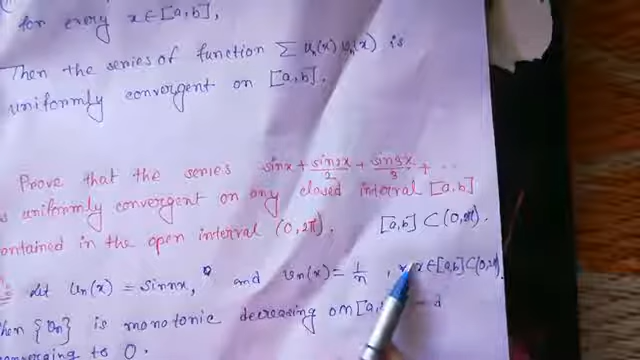 for every x ∈ [a,b],
Then the series of function Σ uₙ(x) vₙ(x) is
uniformly convergent on [a,b].
Prove that the series sinx + sin2x/2 + sin3x/3 + ...
is uniformly convergent on any closed interval [a,b]
contained in the open interval (0,2π). [a,b] ⊂ (0,2π).
Let uₙ(x) = sinnx, and vₙ(x) = 1/n, x ∈ [a,b] ⊂ (0,2π)
Then {vₙ} is monotonic decreasing on [a,
converging to 0.